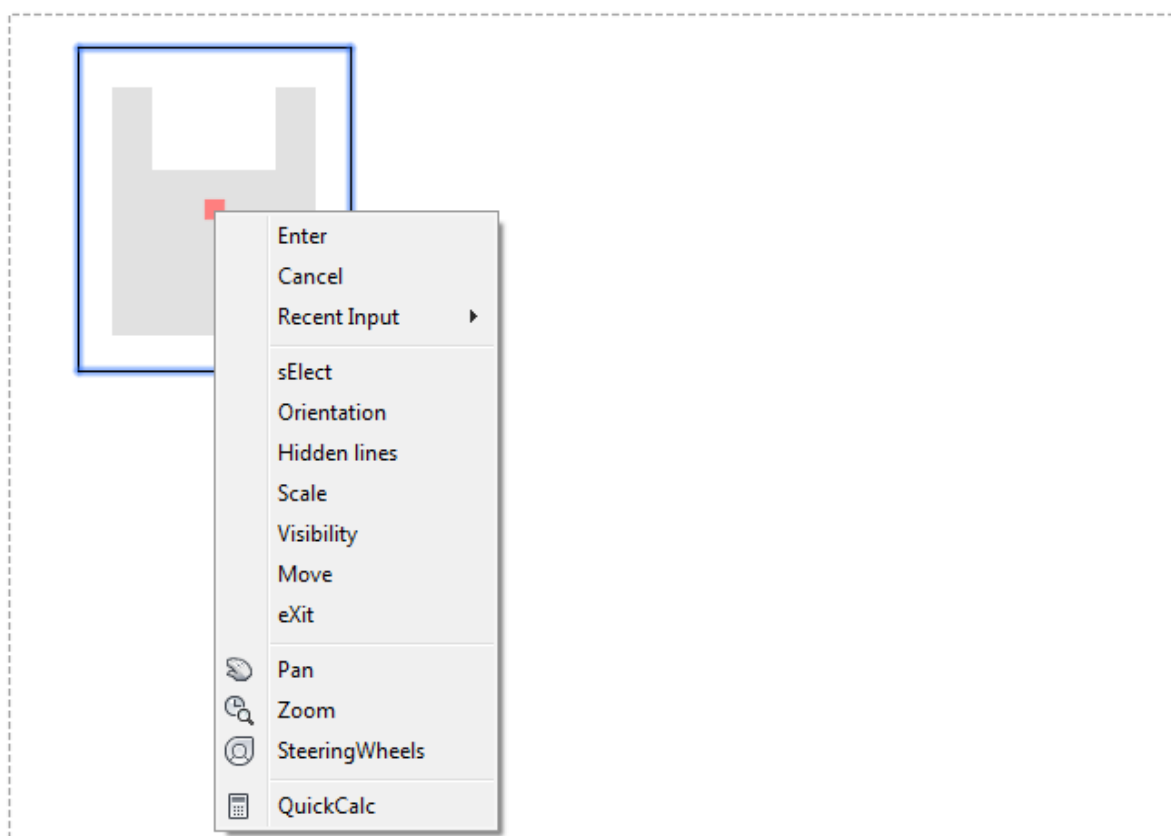 Enter
Cancel
Recent Input
sElect
Orientation
Hidden lines
Scale
Visibility
Move
eXit
Pan
Zoom
SteeringWheels
QuickCalc